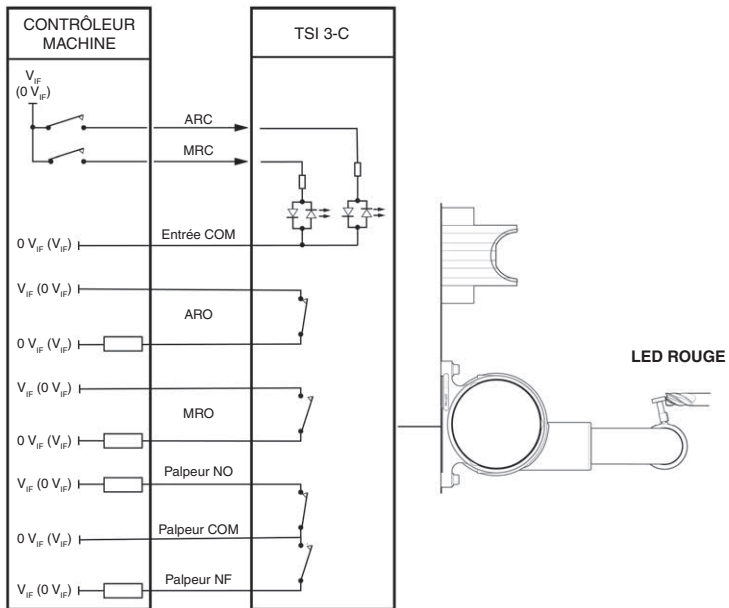 CONTRÔLEUR
MACHINE
TSI 3-C
V_IF
(0 V_IF)
ARC
MRC
Entrée COM
0 V_IF (V_IF)
V_IF (0 V_IF)
ARO
0 V_IF (V_IF)
V_IF (0 V_IF)
MRO
0 V_IF (V_IF)
Palpeur NO
V_IF (0 V_IF)
Palpeur COM
0 V_IF (V_IF)
Palpeur NF
V_IF (0 V_IF)
LED ROUGE